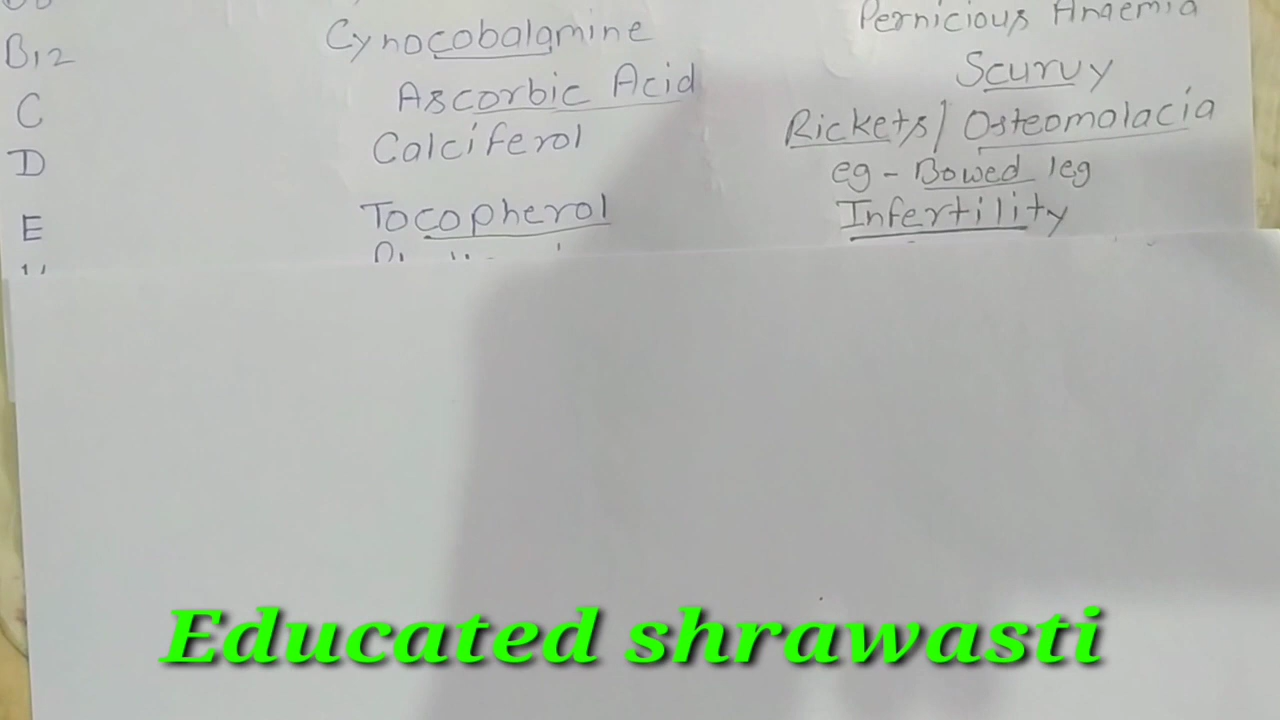 B12 Cynocobalamine Pernicious Anaemia
C Ascorbic Acid Scurvy
D Calciferol Rickets/Osteomalacia
eg - Bowed leg
E Tocopherol Infertility
Educated shrawasti